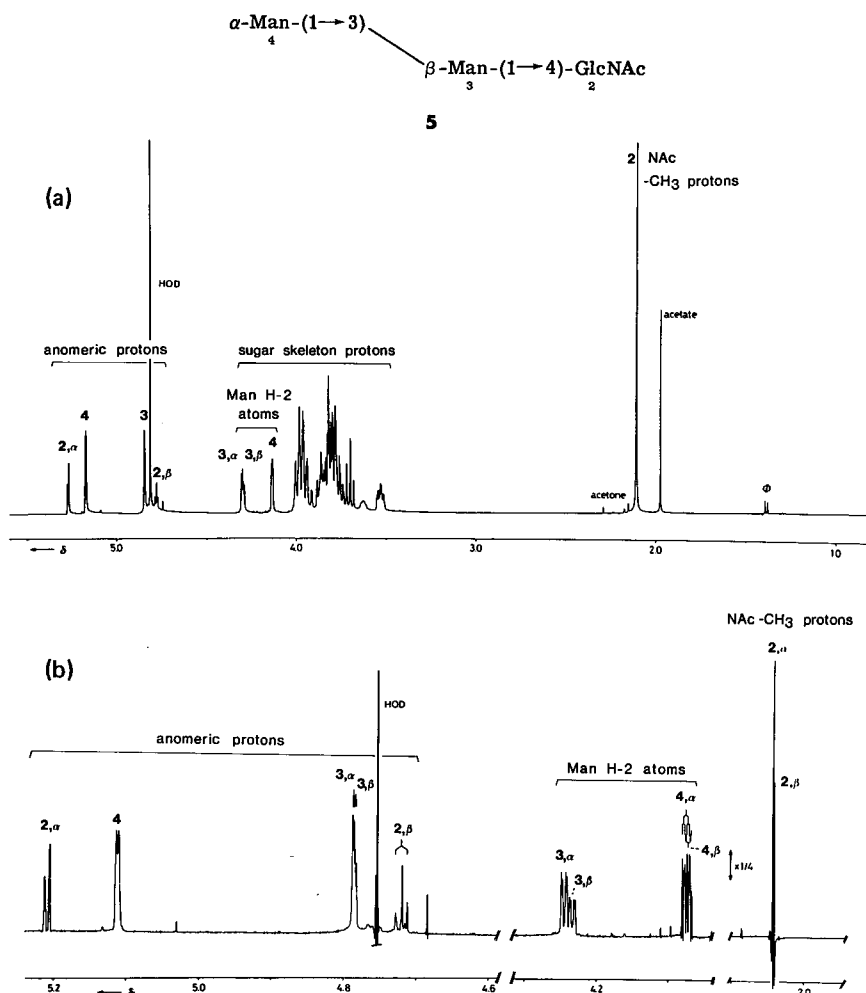 α-Man-(1→3)
4
β-Man-(1→4)-GlcNAc
3 2
5
(a)
2 NAc
-CH3 protons
HOD
acetate
anomeric protons
sugar skeleton protons
Man H-2
atoms
4
3
2,α
2,β
3,α 3,β
4
acetone
Φ
← δ 5.0 4.0 3.0 2.0 1.0
NAc-CH3 protons
2,α
(b)
HOD
anomeric protons
Man H-2 atoms
3,α
3,β
4,α
2,β
2,α
4
2,β
4,β
x1/4
3,α
3,β
5.2 ← δ 5.0 4.8 4.6 4.2 2.0